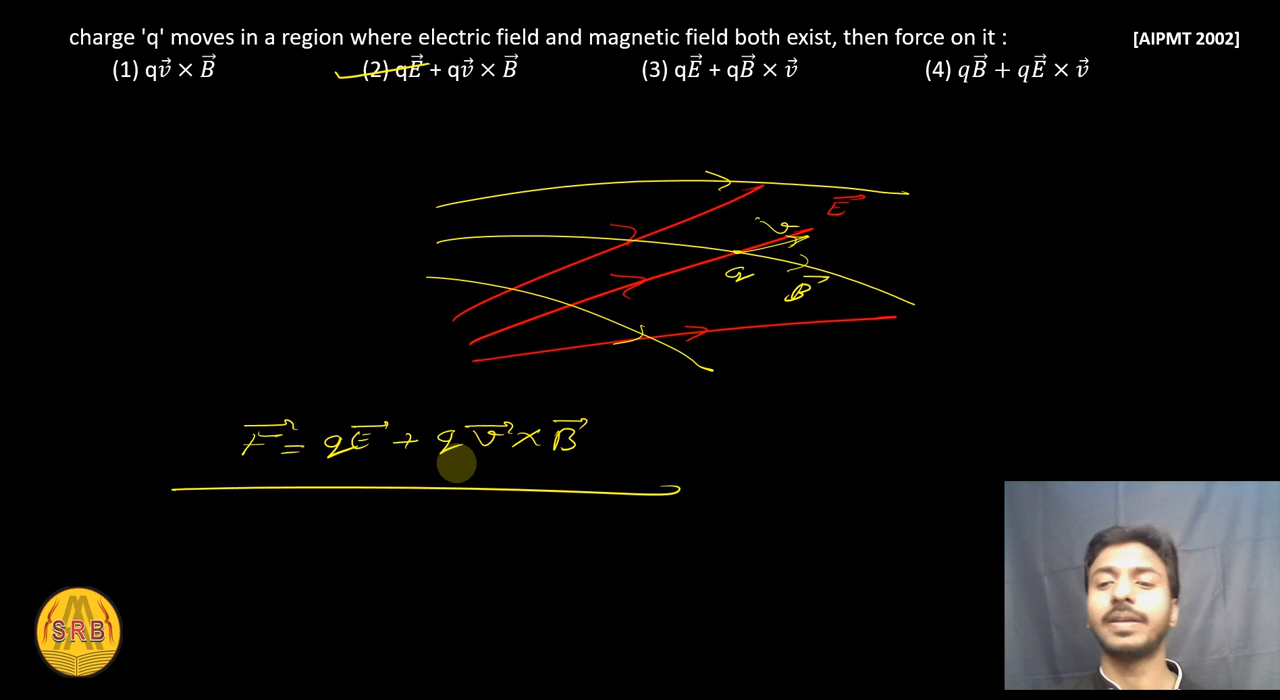 charge 'q' moves in a region where electric field and magnetic field both exist, then force on it : [AIPMT 2002]
(1) qv⃗ × B⃗ (2) qE⃗ + qv⃗ × B⃗ (3) qE⃗ + qB⃗ × v⃗ (4) qB⃗ + qE⃗ × v⃗
E⃗
v⃗
q
B⃗
F⃗ = qE⃗ + qv⃗ × B⃗
SRB